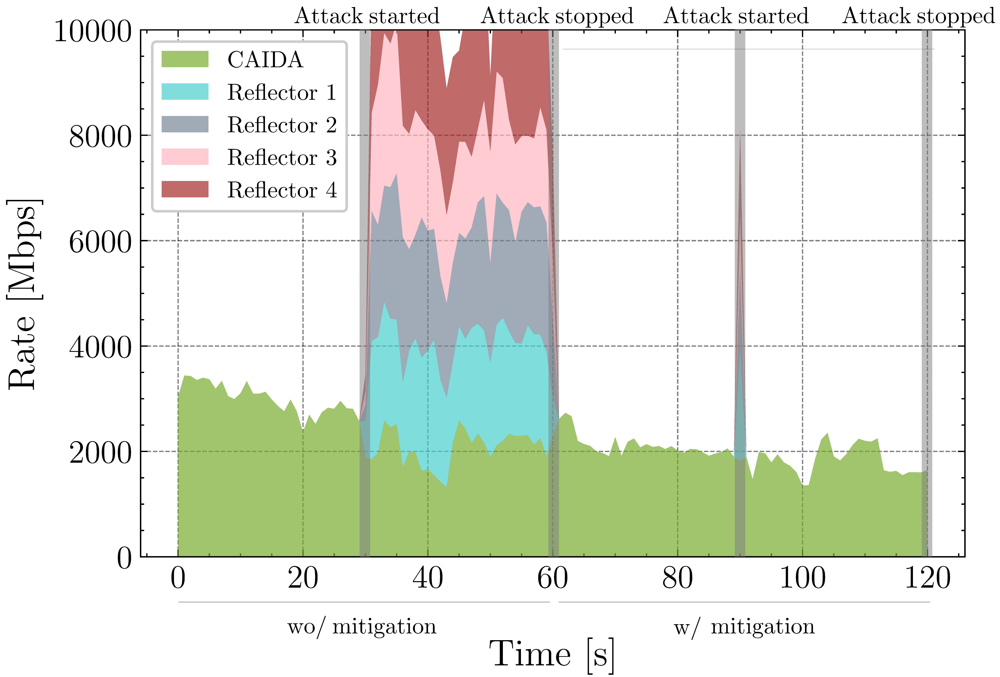 Attack started
Attack stopped
Attack started
Attack stopped
10000
8000
6000
4000
2000
0
Rate [Mbps]
CAIDA
Reflector 1
Reflector 2
Reflector 3
Reflector 4
0
20
40
60
80
100
120
wo/ mitigation
w/ mitigation
Time [s]